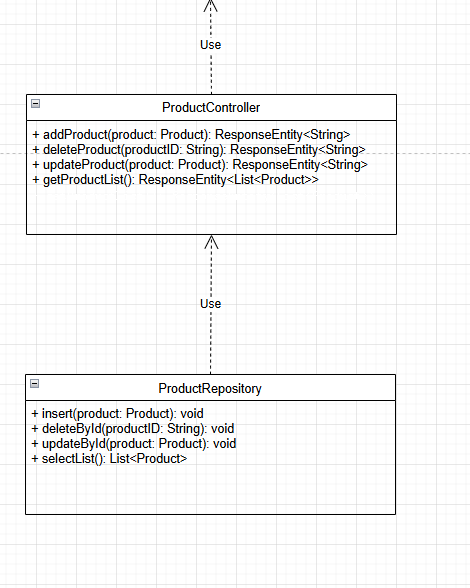 Use
ProductController
+ addProduct(product: Product): ResponseEntity<String>
+ deleteProduct(productID: String): ResponseEntity<String>
+ updateProduct(product: Product): ResponseEntity<String>
+ getProductList(): ResponseEntity<List<Product>>
Use
ProductRepository
+ insert(product: Product): void
+ deleteById(productID: String): void
+ updateById(product: Product): void
+ selectList(): List<Product>